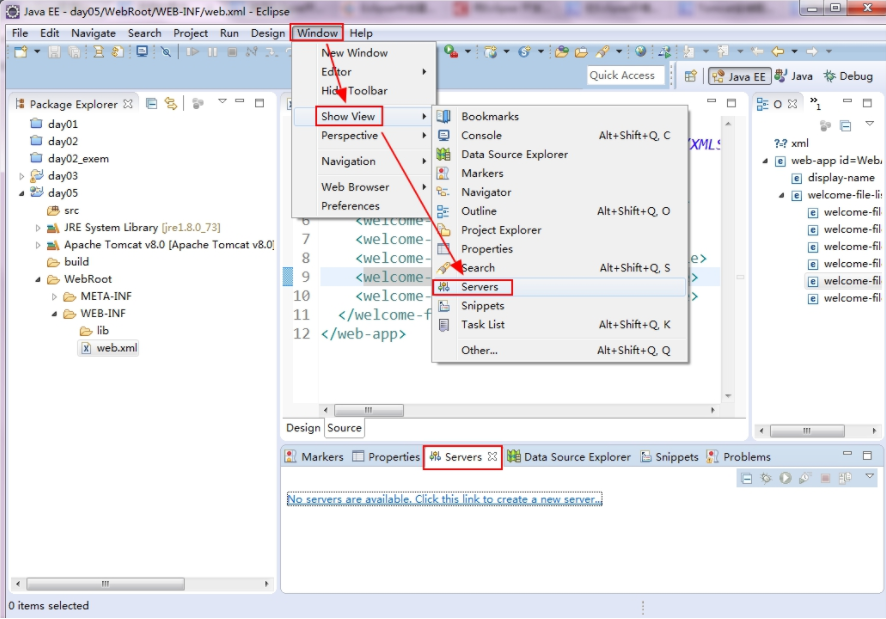 Java EE - day05/WebRoot/WEB-INF/web.xml - Eclipse
File Edit Navigate Search Project Run Design Window Help
New Window
Editor
Hide Toolbar
Show View
Perspective
Navigation
Web Browser
Preferences
Bookmarks
Console Alt+Shift+Q, C
Data Source Explorer
Markers
Navigator
Outline Alt+Shift+Q, O
Project Explorer
Properties
Search Alt+Shift+Q, S
Servers
Snippets
Task List Alt+Shift+Q, K
Other... Alt+Shift+Q, Q
Quick Access
Java EE Java Debug
Package Explorer
day01
day02
day02_exem
day03
day05
src
JRE System Library [jre1.8.0_73]
Apache Tomcat v8.0 [Apache Tomcat v8.0]
build
WebRoot
META-INF
WEB-INF
lib
web.xml
/XMLS
6 <welcome-
7 <welcome-
8 <welcome- e>
9 <welcome- >
10 <welcome- >
11 </welcome-f
12 </web-app>
Design Source
O 1
?=? xml
web-app id=WebA
display-name
welcome-file-lis
welcome-fil
welcome-fil
welcome-fil
welcome-fil
welcome-fil
welcome-fil
Markers Properties Servers Data Source Explorer Snippets Problems
No servers are available. Click this link to create a new server...
0 items selected